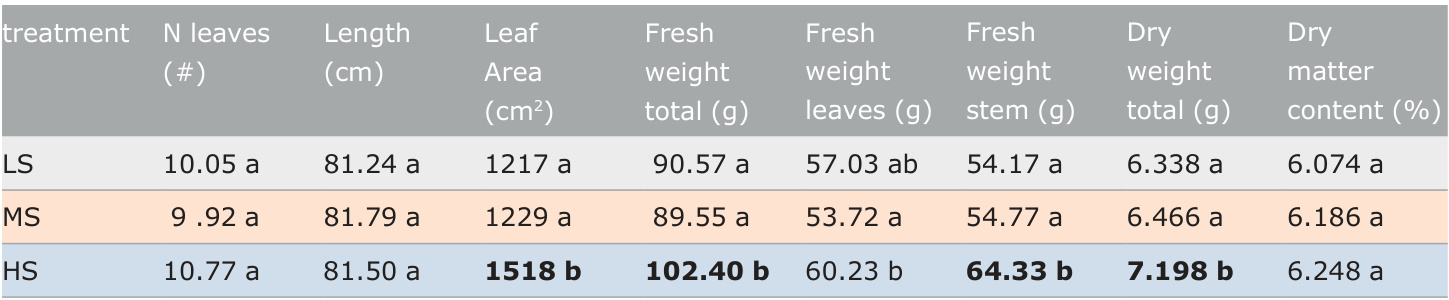 treatment N leaves (#) Length (cm) Leaf Area (cm²) Fresh weight total (g) Fresh weight leaves (g) Fresh weight stem (g) Dry weight total (g) Dry matter content (%)
LS 10.05 a 81.24 a 1217 a 90.57 a 57.03 ab 54.17 a 6.338 a 6.074 a
MS 9 .92 a 81.79 a 1229 a 89.55 a 53.72 a 54.77 a 6.466 a 6.186 a
HS 10.77 a 81.50 a 1518 b 102.40 b 60.23 b 64.33 b 7.198 b 6.248 a